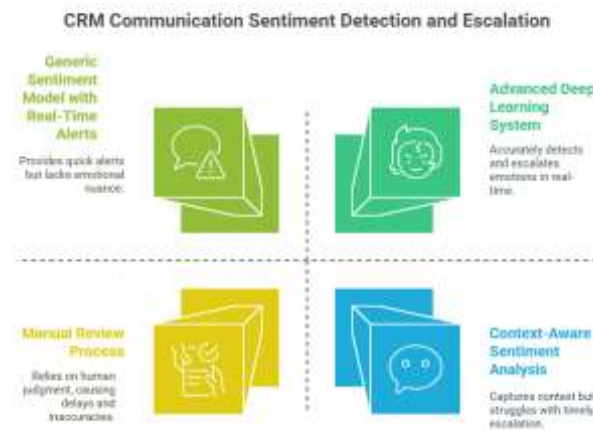 CRM Communication Sentiment Detection and Escalation
Generic
Sentiment
Model with
Real-Time
Alerts
Provides quick alerts
but lacks emotional
nuance.
Advanced Deep
Learning
System
Accurately detects
and escalates
emotions in real-
time.
Manual Review
Process
Relies on human
judgment, causing
delays and
inaccuracies.
Context-Aware
Sentiment
Analysis
Captures context but
struggles with timely
escalation.